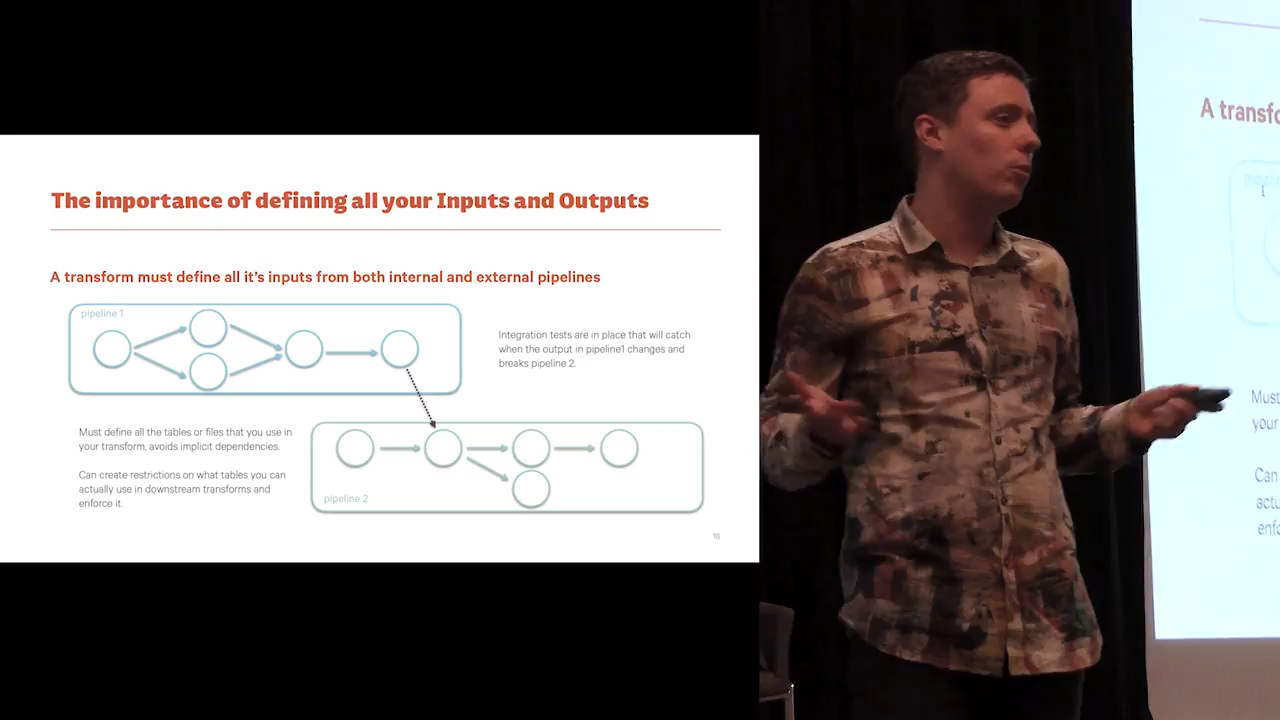 The importance of defining all your Inputs and Outputs
A transform must define all it's inputs from both internal and external pipelines
pipeline 1
Integration tests are in place that will catch
when the output in pipeline1 changes and
breaks pipeline 2.
Must define all the tables or files that you use in
your transform, avoids implicit dependencies.
Can create restrictions on what tables you can
actually use in downstream transforms and
enforce it.
pipeline 2
18
A transfo
pipeline
Must
your
Can
actu
enfo